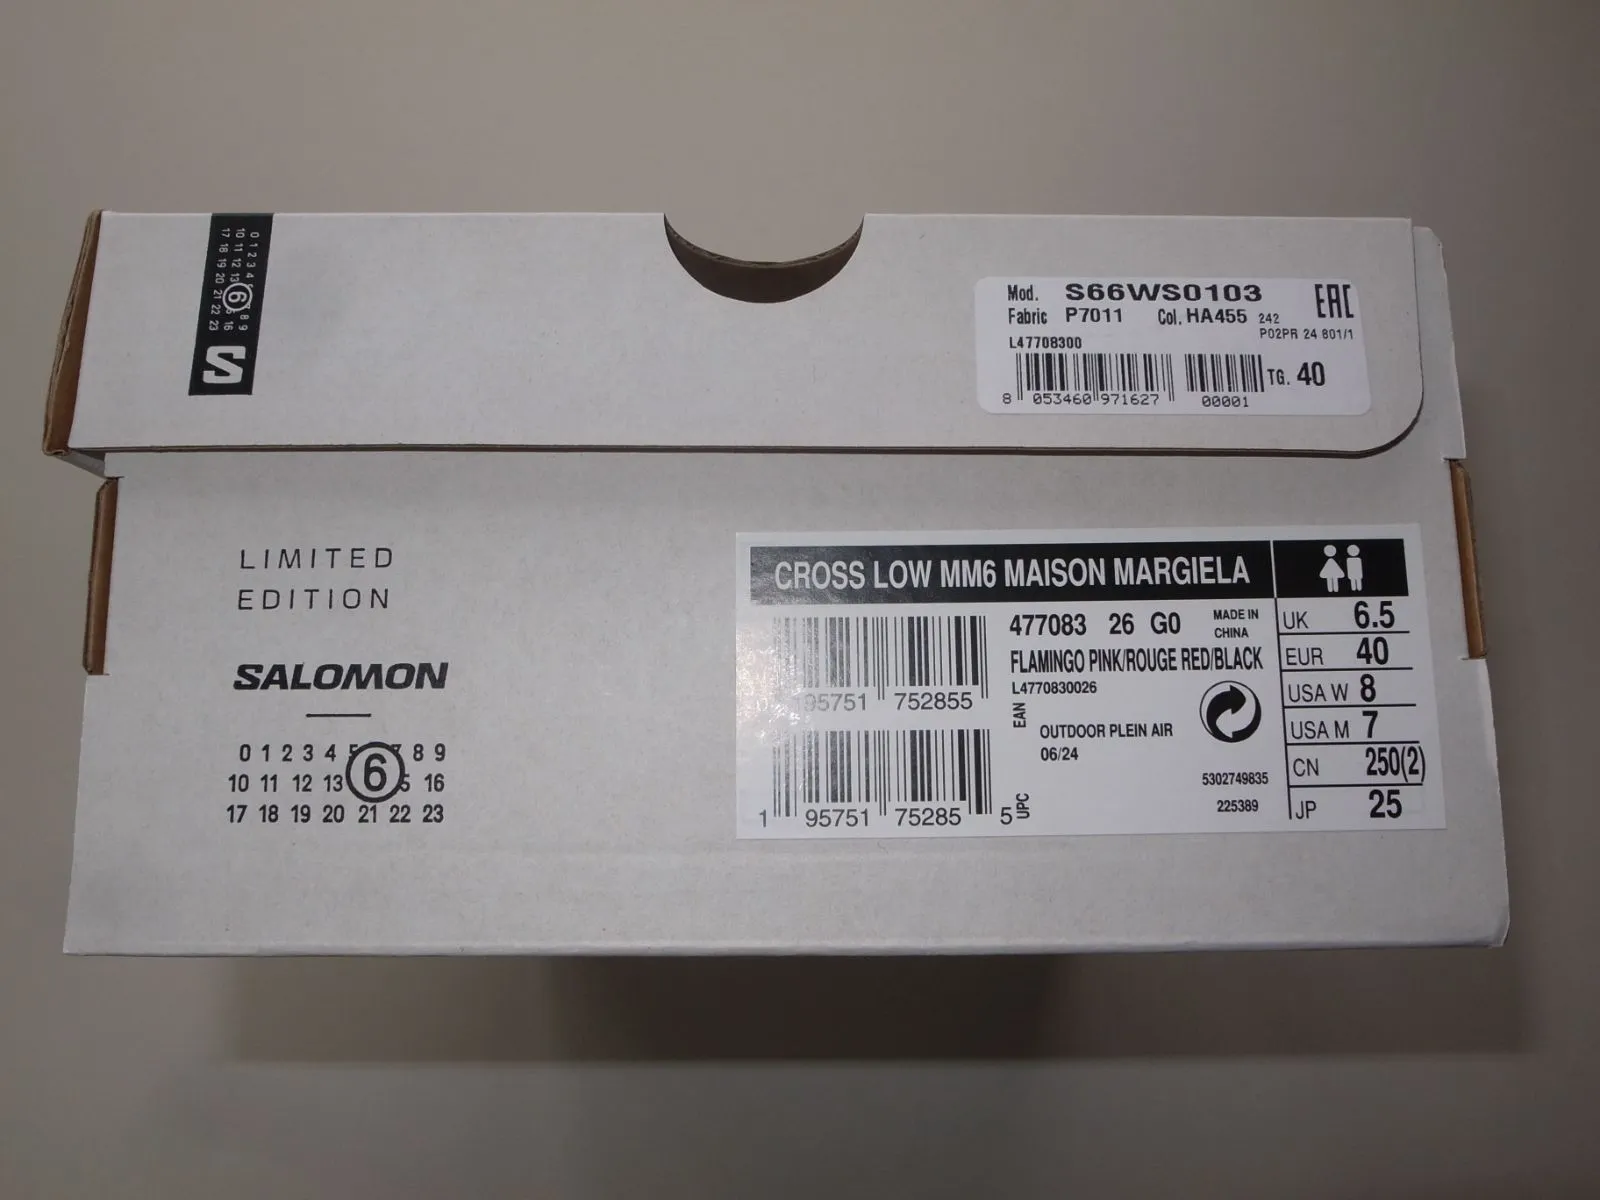 0 1 2 3 4 7 8 9
10 11 12 13 6 16
17 18 19 20 21 22 23
S
Mod. S66WS0103
EAC
Fabric P7011 Col. HA455 242
P02PR 24 801/1
L47708300
TG. 40
8 053460 971627 00001
LIMITED
EDITION
SALOMON
0 1 2 3 4 5 6 7 8 9
10 11 12 13 5 16
17 18 19 20 21 22 23
CROSS LOW MM6 MAISON MARGIELA
477083 26 G0
MADE IN
CHINA
FLAMINGO PINK/ROUGE RED/BLACK
L4770830026
0 195751 752855
EAN
OUTDOOR PLEIN AIR
06/24
5302749835
225389
1 95751 75285 5
UPC
UK 6.5
EUR 40
USA W 8
USA M 7
CN 250(2)
JP 25